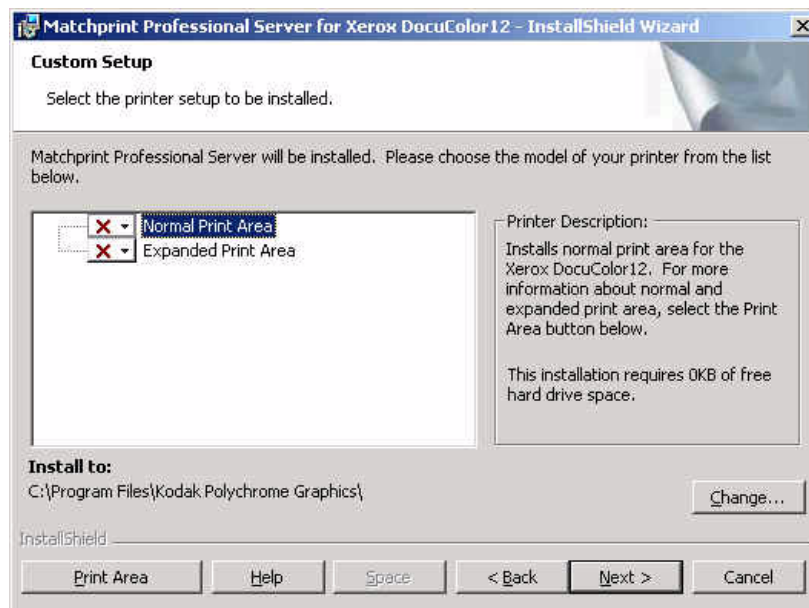 Matchprint Professional Server for Xerox DocuColor12 - InstallShield Wizard
Custom Setup
Select the printer setup to be installed.
Matchprint Professional Server will be installed. Please choose the model of your printer from the list
below.
Normal Print Area
Expanded Print Area
Printer Description:
Installs normal print area for the
Xerox DocuColor12. For more
information about normal and
expanded print area, select the Print
Area button below.
This installation requires 0KB of free
hard drive space.
Install to:
C:\Program Files\Kodak Polychrome Graphics\
Change...
InstallShield
Print Area
Help
Space
< Back
Next >
Cancel